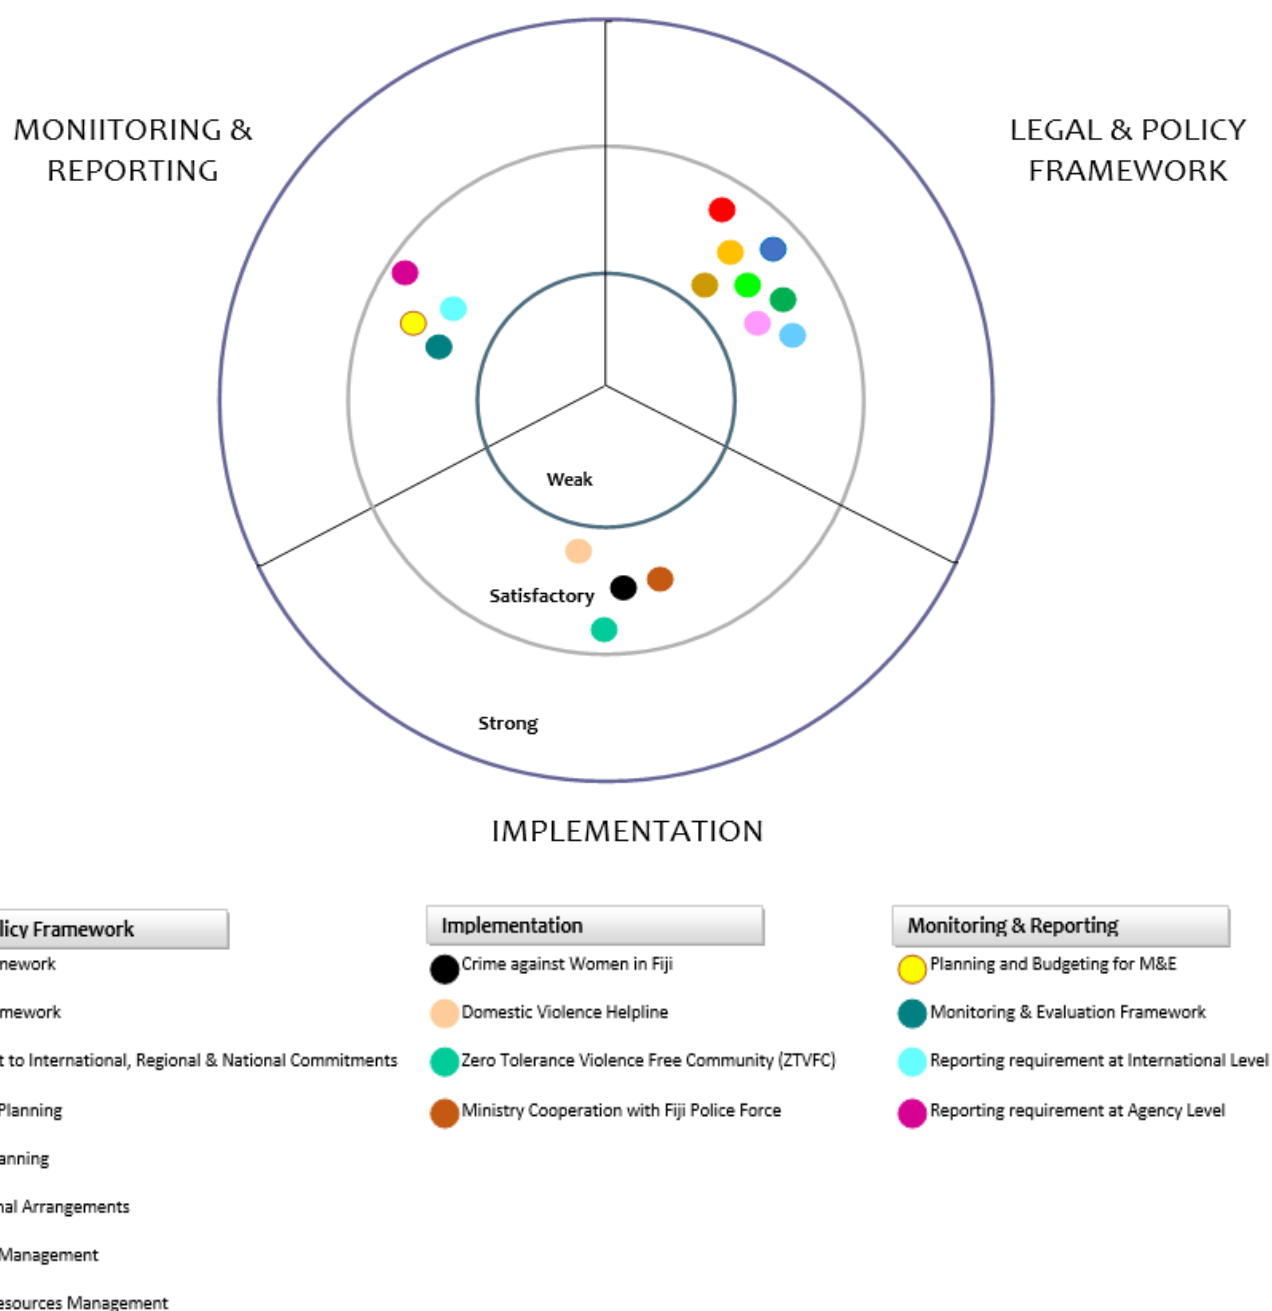 MONIITORING &
REPORTING
LEGAL & POLICY
FRAMEWORK
Weak
Satisfactory
Strong
IMPLEMENTATION
licy Framework
nework
mework
t to International, Regional & National Commitments
Planning
anning
nal Arrangements
Management
esources Management
Implementation
Crime against Women in Fiji
Domestic Violence Helpline
Zero Tolerance Violence Free Community (ZTVFC)
Ministry Cooperation with Fiji Police Force
Monitoring & Reporting
Planning and Budgeting for M&E
Monitoring & Evaluation Framework
Reporting requirement at International Level
Reporting requirement at Agency Level